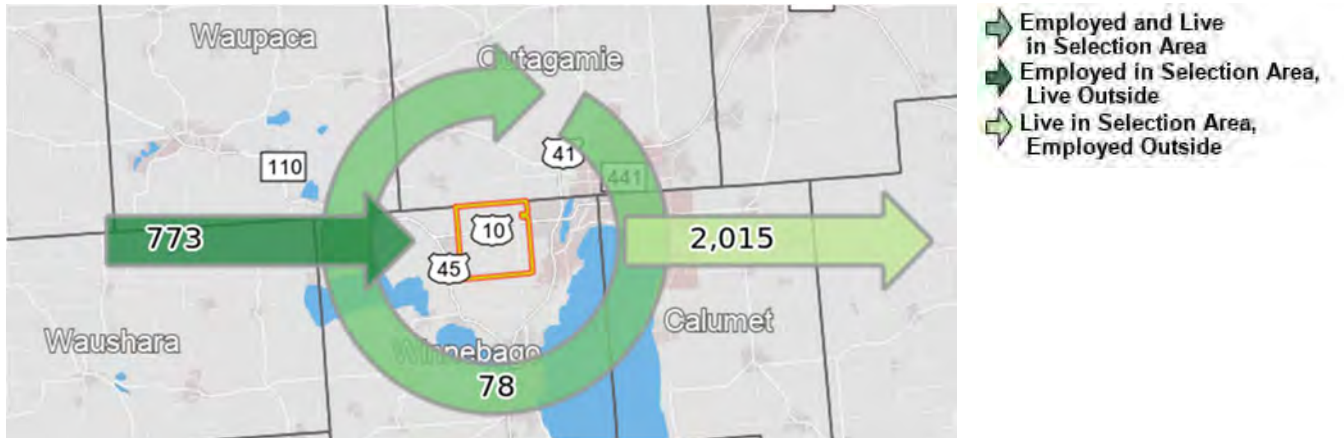 Waupaca
Outagamie
41
110
441
773
10
2,015
45
Waushara
Calumet
Winnebago
78
Employed and Live
in Selection Area
Employed in Selection Area,
Live Outside
Live in Selection Area,
Employed Outside